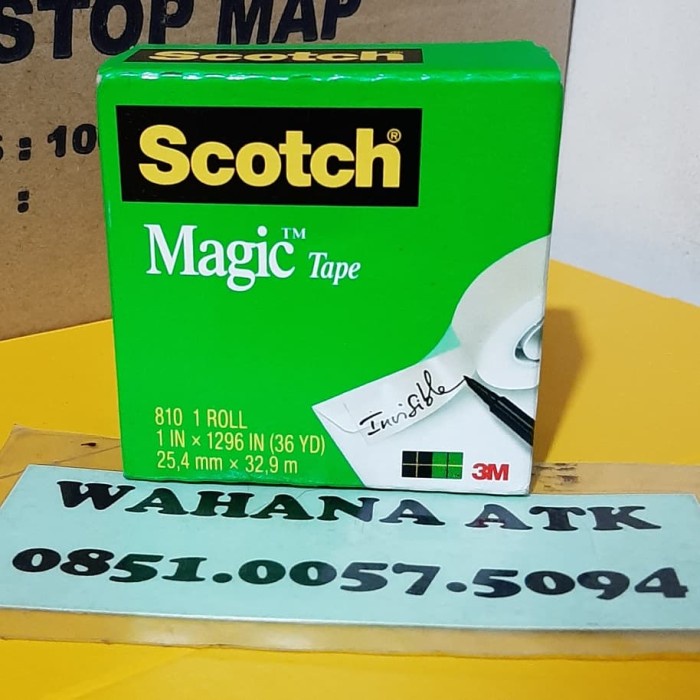 STOP MAP
: 10
:
Scotch
Scotch®
Magic™ Tape
Invisible
810 1 ROLL
1 IN × 1296 IN (36 YD)
25,4 mm × 32,9 m
3M
WAHANA ATK
0851.0057.5094